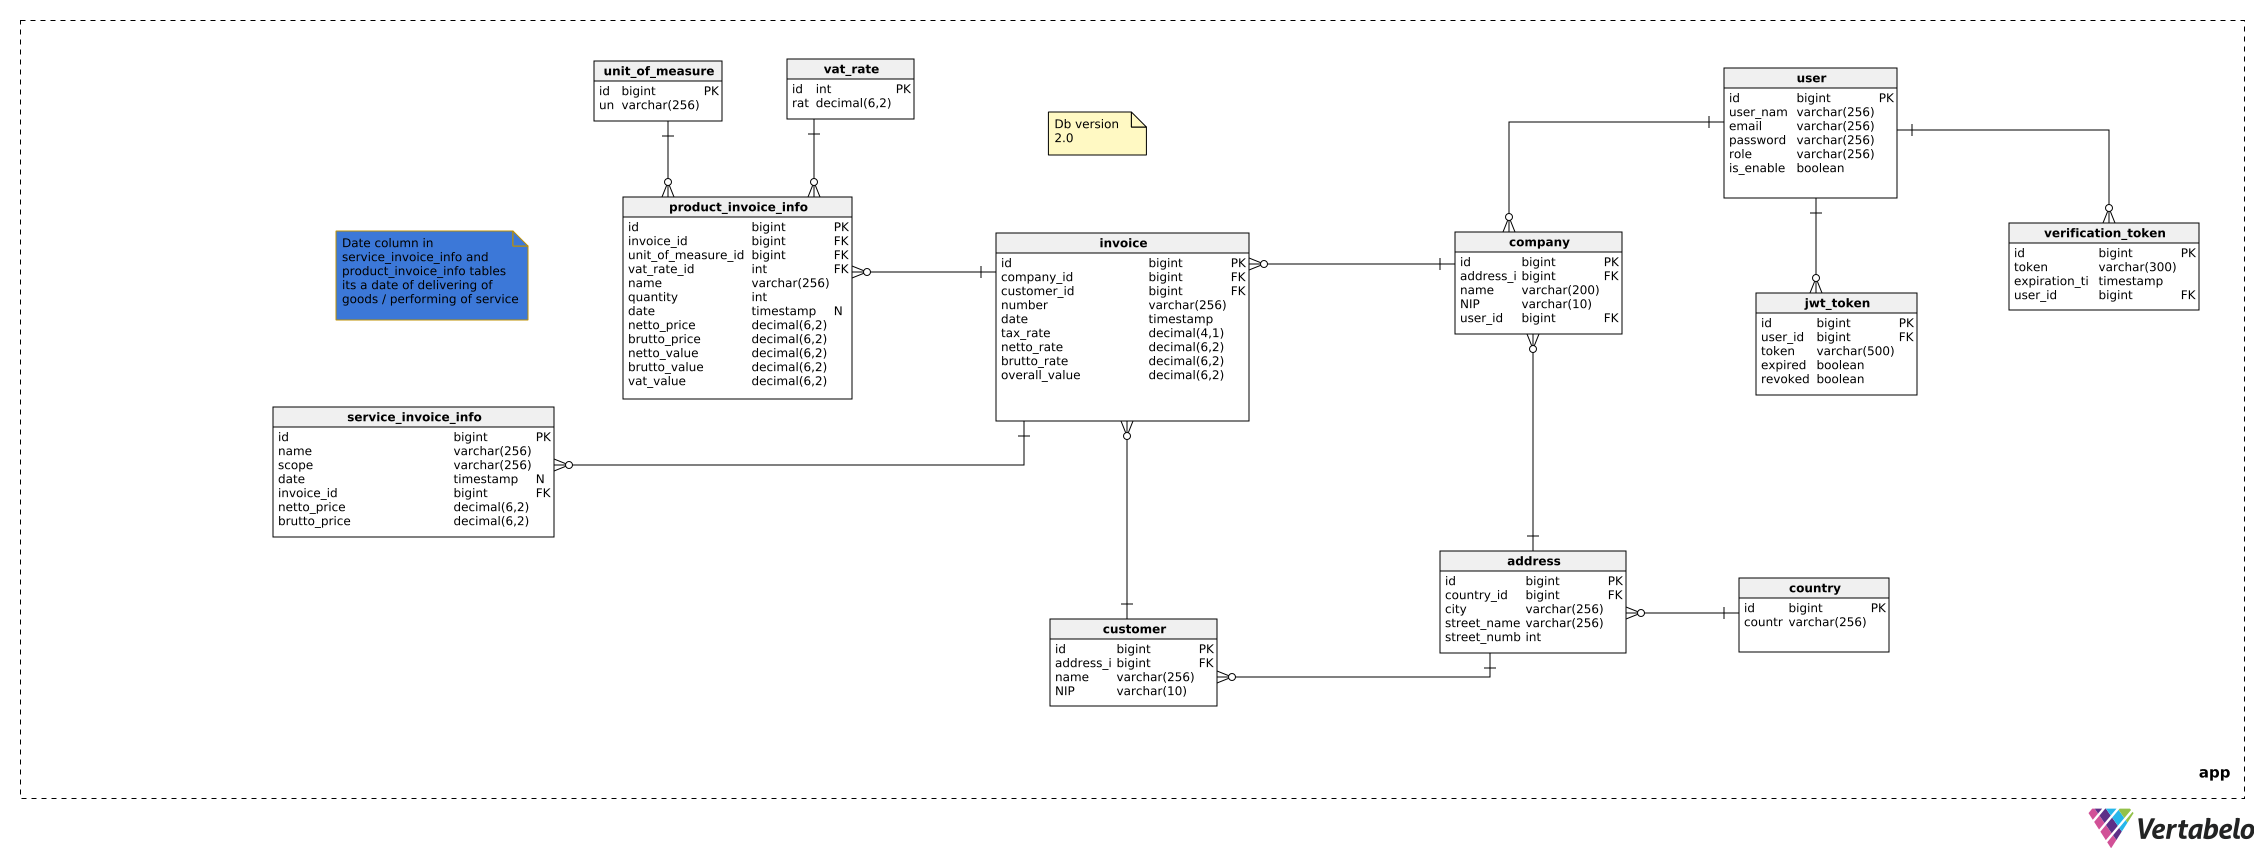 unit_of_measure
id bigint PK
un varchar(256)
vat_rate
id int PK
rat decimal(6,2)
Db version
2.0
user
id bigint PK
user_nam varchar(256)
email varchar(256)
password varchar(256)
role varchar(256)
is_enable boolean
Date column in
service_invoice_info and
product_invoice_info tables
its a date of delivering of
goods / performing of service
product_invoice_info
id bigint PK
invoice_id bigint FK
unit_of_measure_id bigint FK
vat_rate_id int FK
name varchar(256)
quantity int
date timestamp N
netto_price decimal(6,2)
brutto_price decimal(6,2)
netto_value decimal(6,2)
brutto_value decimal(6,2)
vat_value decimal(6,2)
invoice
id bigint PK
company_id bigint FK
customer_id bigint FK
number varchar(256)
date timestamp
tax_rate decimal(4,1)
netto_rate decimal(6,2)
brutto_rate decimal(6,2)
overall_value decimal(6,2)
company
id bigint PK
address_i bigint FK
name varchar(200)
NIP varchar(10)
user_id bigint FK
verification_token
id bigint PK
token varchar(300)
expiration_ti timestamp
user_id bigint FK
jwt_token
id bigint PK
user_id bigint FK
token varchar(500)
expired boolean
revoked boolean
service_invoice_info
id bigint PK
name varchar(256)
scope varchar(256)
date timestamp N
invoice_id bigint FK
netto_price decimal(6,2)
brutto_price decimal(6,2)
address
id bigint PK
country_id bigint FK
city varchar(256)
street_name varchar(256)
street_numb int
country
id bigint PK
countr varchar(256)
customer
id bigint PK
address_i bigint FK
name varchar(256)
NIP varchar(10)
app
Vertabelo